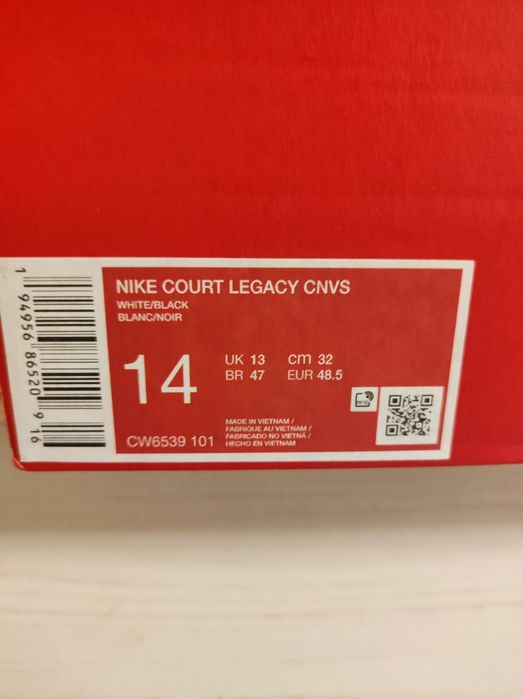 NIKE COURT LEGACY CNVS
WHITE/BLACK
BLANC/NOIR
14
UK 13 cm 32
BR 47 EUR 48.5
MADE IN VIETNAM /
FABRIQUE AU VIETNAM /
FABRICADO NO VIETNÃ /
HECHO EN VIETNAM
CW6539 101
1 94956 86520 9 16